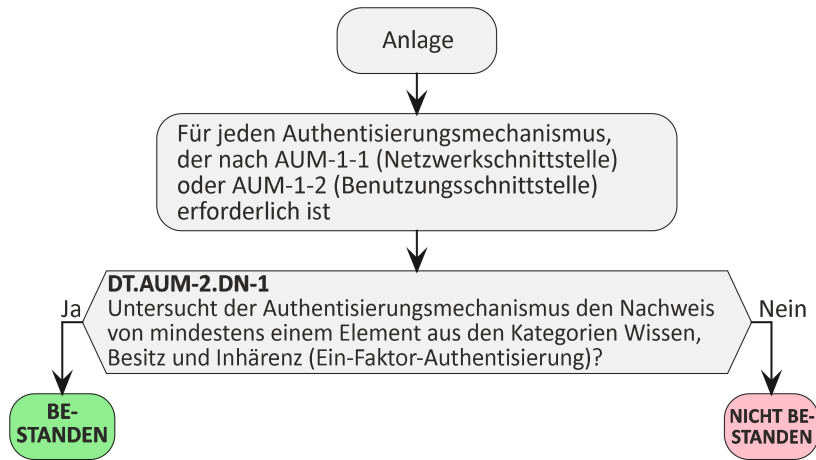 Anlage
Für jeden Authentisierungsmechanismus,
der nach AUM-1-1 (Netzwerkschnittstelle)
oder AUM-1-2 (Benutzungsschnittstelle)
erforderlich ist
DT.AUM-2.DN-1
Ja
Untersucht der Authentisierungsmechanismus den Nachweis
Nein
von mindestens einem Element aus den Kategorien Wissen,
Besitz und Inhärenz (Ein-Faktor-Authentisierung)?
BE-
STANDEN
NICHT BE-
STANDEN